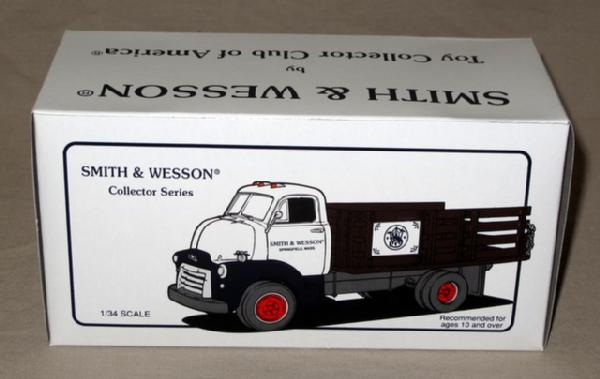 SMITH & WESSON®
by
Toy Collector Club of America®
SMITH & WESSON®
Collector Series
SMITH & WESSON
SPRINGFIELD, MASS.
1/34 SCALE
Recommended for
ages 13 and over